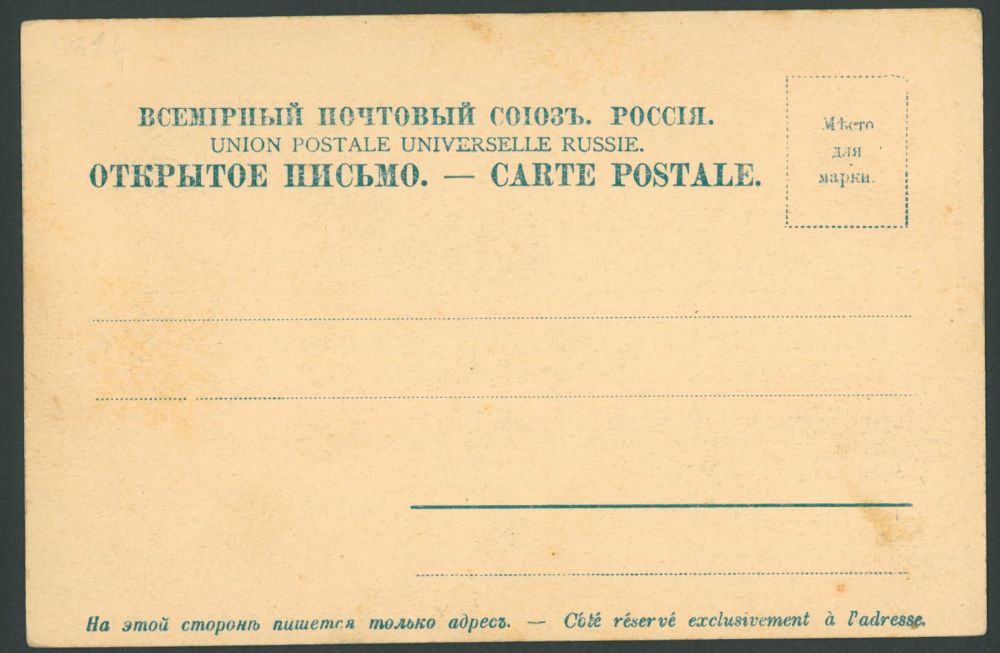 ВСЕМІРНЫЙ ПОЧТОВЫЙ СОЮЗЪ. РОССІЯ.
UNION POSTALE UNIVERSELLE RUSSIE.
ОТКРЫТОЕ ПИСЬМО. — CARTE POSTALE.
Мѣсто
для
марки.
На этой сторонѣ пишется только адресъ. — Côté réservé exclusivement à l'adresse.